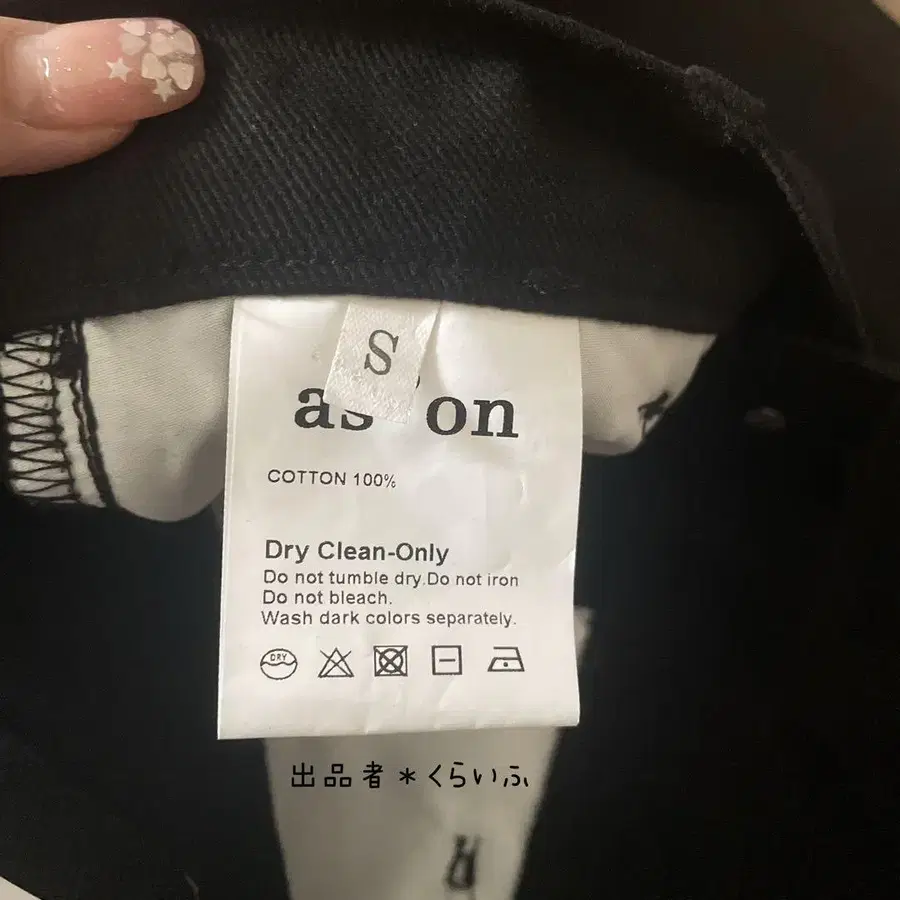 S
as on
COTTON 100%
Dry Clean-Only
Do not tumble dry.Do not iron
Do not bleach.
Wash dark colors separately.
DRY
出品者*くらいふ